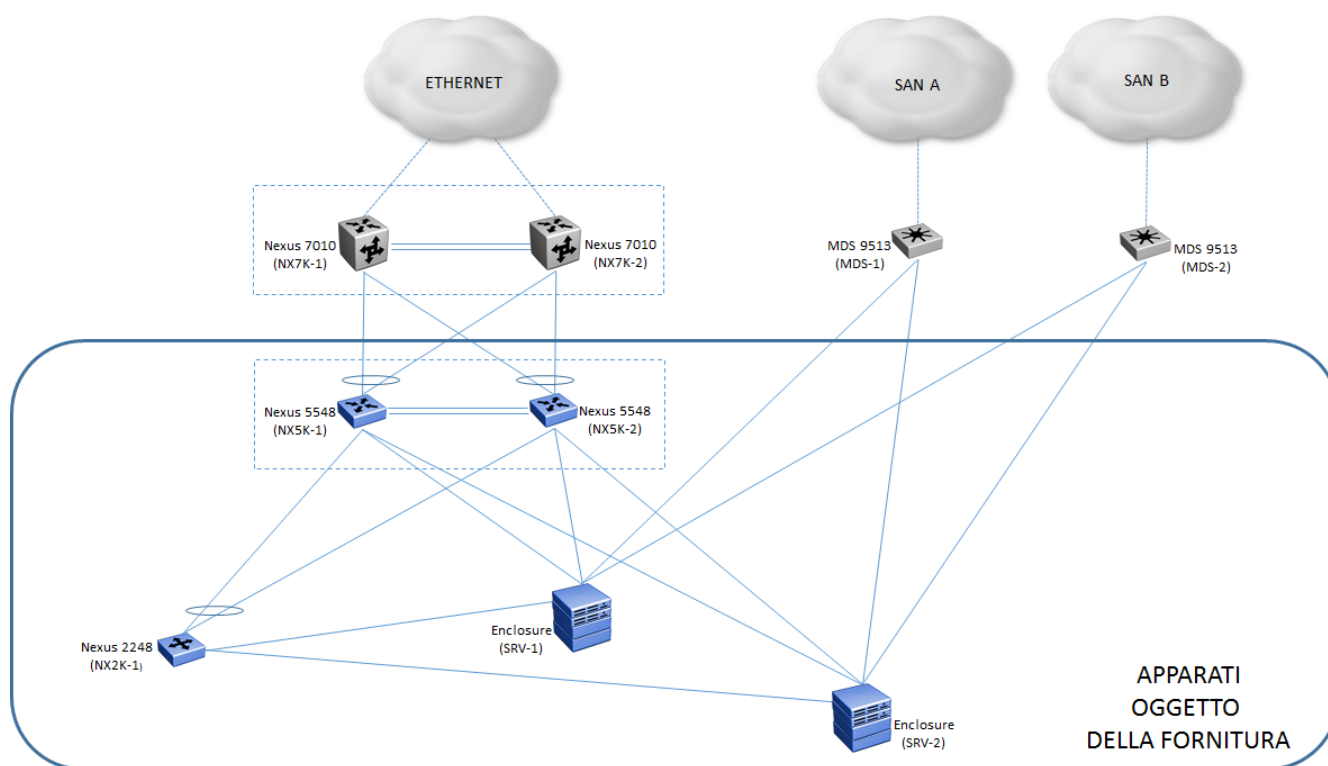 ETHERNET
SAN A
SAN B
Nexus 7010
(NX7K-1)
Nexus 7010
(NX7K-2)
MDS 9513
(MDS-1)
MDS 9513
(MDS-2)
Nexus 5548
(NX5K-1)
Nexus 5548
(NX5K-2)
Enclosure
(SRV-1)
Nexus 2248
(NX2K-1)
Enclosure
(SRV-2)
APPARATI
OGGETTO
DELLA FORNITURA